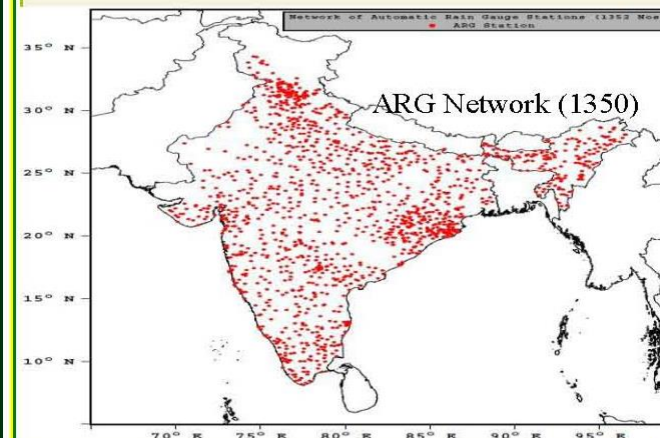 Network of Automatic Rain Gauge Stations (1352 Nos
ARG Station
ARG Network (1350)
35° N
30° N
25° N
20° N
15° N
10° N
70° E 75° E 80° E 85° E 90° E 95° E